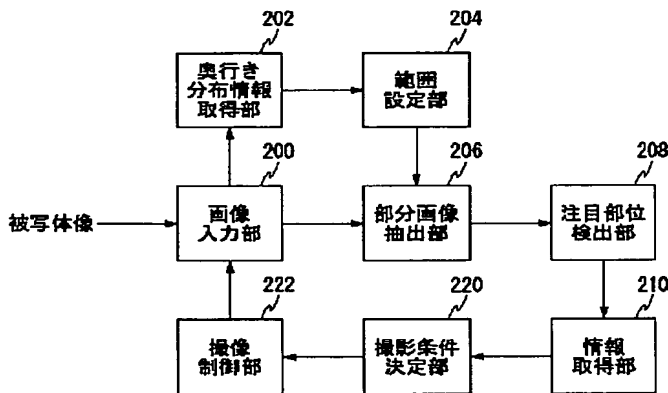 202
奥行き
分布情報
取得部
204
範囲
設定部
被写体像
200
画像
入力部
206
部分画像
抽出部
208
注目部位
検出部
222
撮像
制御部
220
撮影条件
決定部
210
情報
取得部